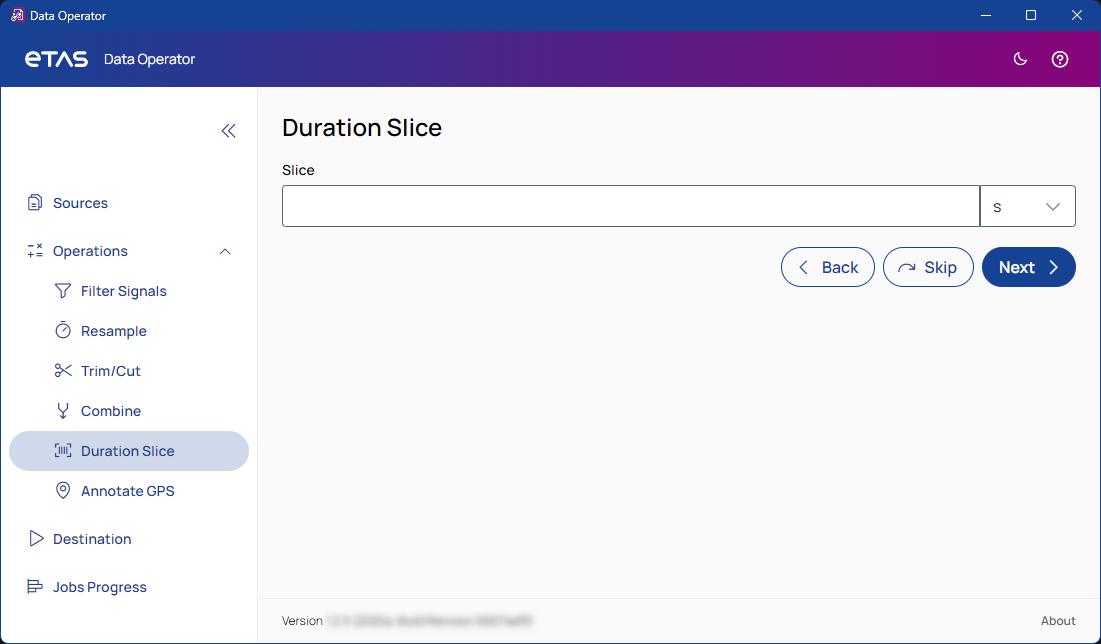 Data Operator
eTAS Data Operator
Duration Slice
Slice
s
Back Skip Next
Sources
Operations
Filter Signals
Resample
Trim/Cut
Combine
Duration Slice
Annotate GPS
Destination
Jobs Progress
Version
About